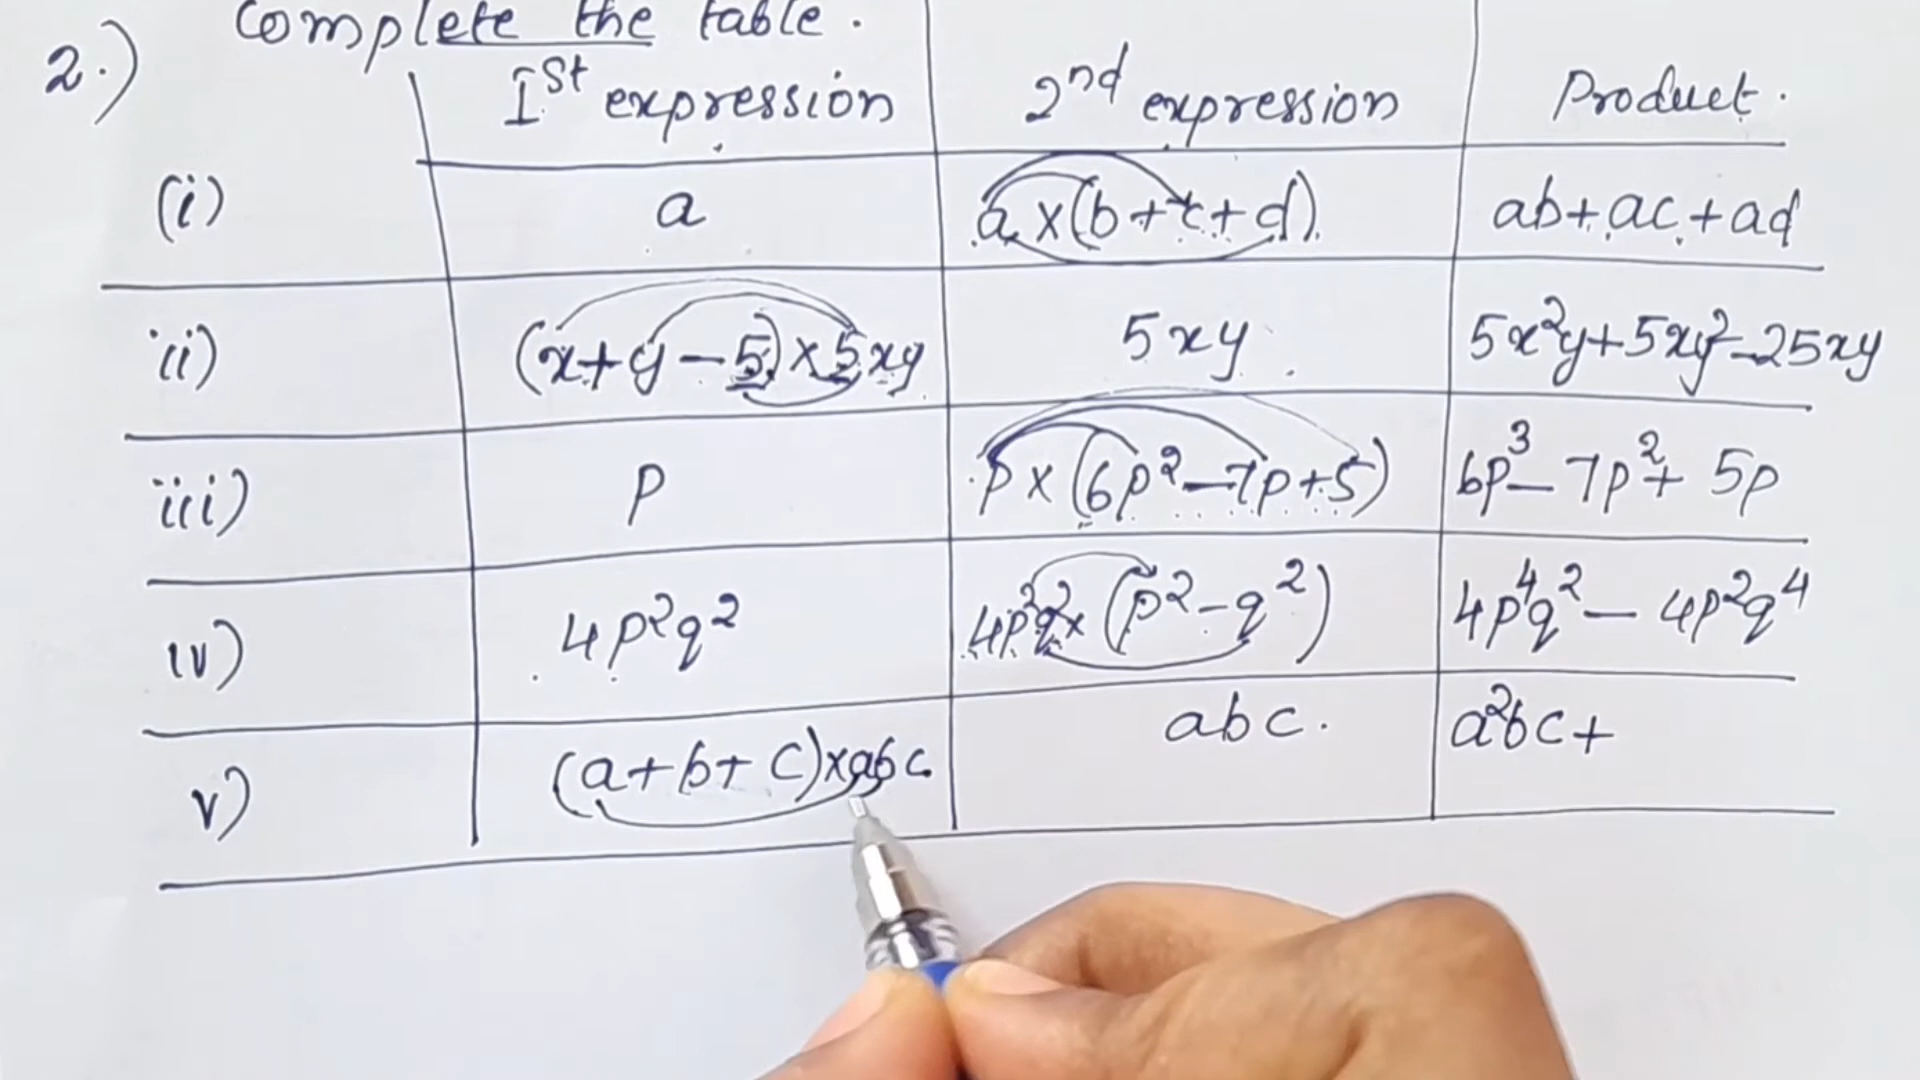 2.) Complete the table.
Ist expression 2nd expression Product.
(i) a a×(b+c+d) ab+ac+ad
ii) (x+y-5)×5xy 5xy 5x²y+5xy²-25xy
iii) p p×(6p²-7p+5) 6p³-7p²+5p
iv) 4p²q² 4p²q²×(p²-q²) 4p⁴q²-4p²q⁴
v) (a+b+c)×abc abc. a²bc+